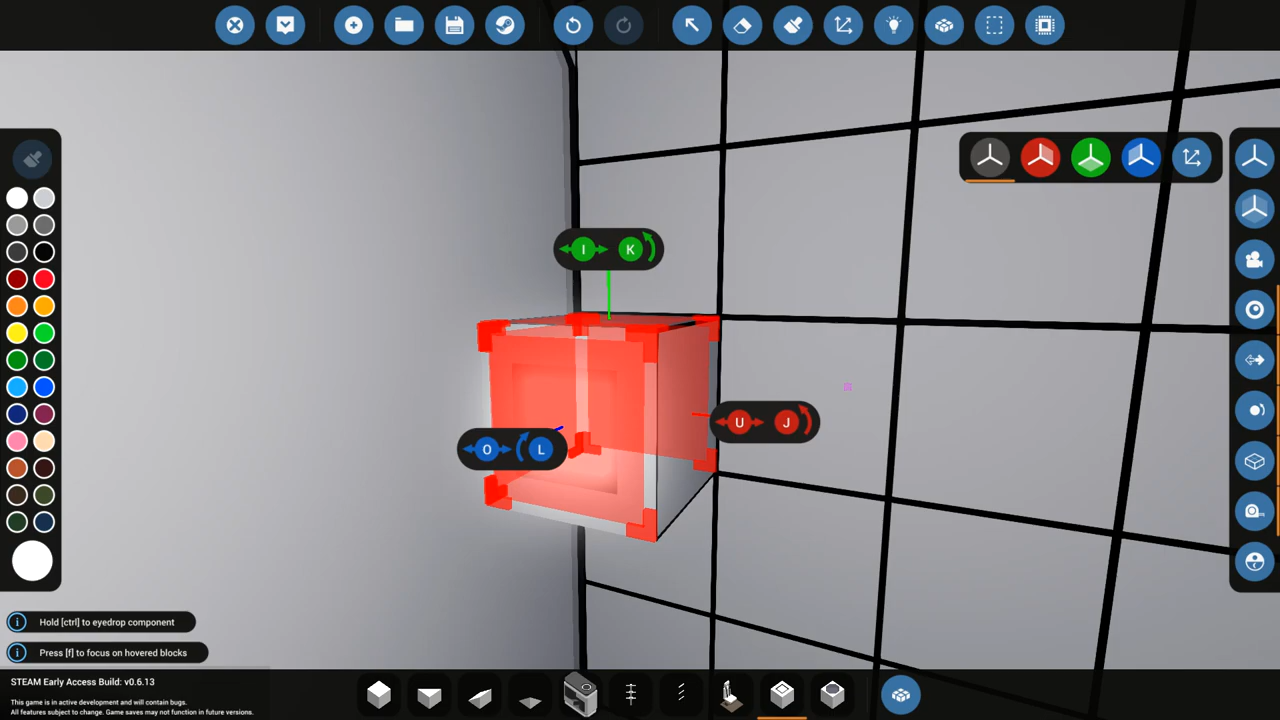 I K
U J
O L
Hold [ctrl] to eyedrop component
Press [f] to focus on hovered blocks
STEAM Early Access Build: v0.6.13
This game is in active development and will contain bugs.
All features subject to change. Game saves may not function in future versions.